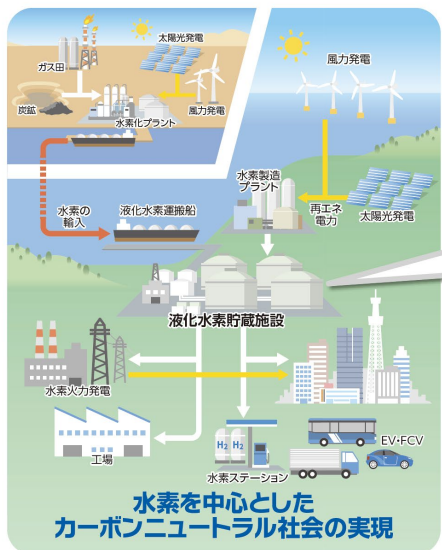 太陽光発電
ガス田
炭鉱
水素化プラント
風力発電
風力発電
水素の
輸入
液化水素運搬船
水素製造
プラント
再エネ
電力
太陽光発電
液化水素貯蔵施設
水素火力発電
工場
H2 H2
水素ステーション
EV・FCV
水素を中心とした
カーボンニュートラル社会の実現